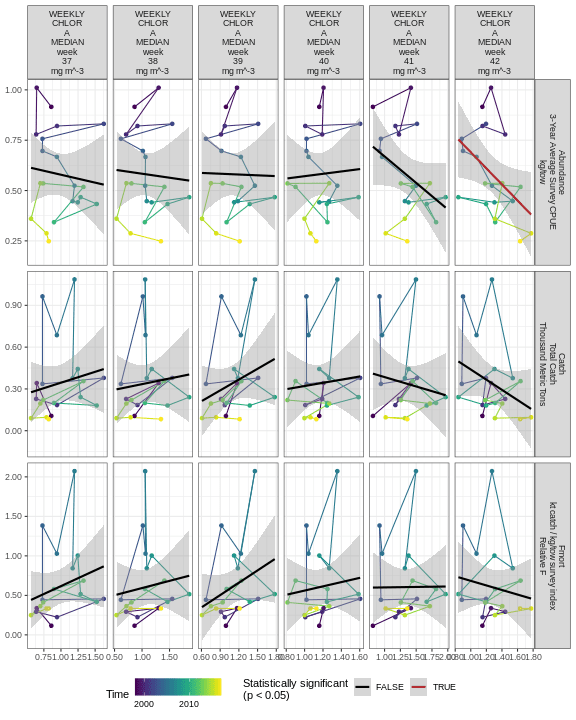 WEEKLY CHLOR A MEDIAN week 37 mg m^-3
WEEKLY CHLOR A MEDIAN week 38 mg m^-3
WEEKLY CHLOR A MEDIAN week 39 mg m^-3
WEEKLY CHLOR A MEDIAN week 40 mg m^-3
WEEKLY CHLOR A MEDIAN week 41 mg m^-3
WEEKLY CHLOR A MEDIAN week 42 mg m^-3
1.00
0.75
0.50
0.25
Abundance
3-Year Average Survey CPUE
kg/tow
0.90
0.60
0.30
0.00
Catch
Total Catch
Thousand Metric Tons
2.00
1.50
1.00
0.50
0.00
Fmort
kt catch / kg/tow survey index
Relative F
0.75 1.00 1.25 1.50
0.50 1.00 1.50
0.60 0.90 1.20 1.50 1.80
0.80 1.00 1.20 1.40 1.60
1.00 1.25 1.50 1.75 2.00
0.80 1.00 1.20 1.40 1.60 1.80
Time
2000 2010
Statistically significant
(p < 0.05)
FALSE
TRUE